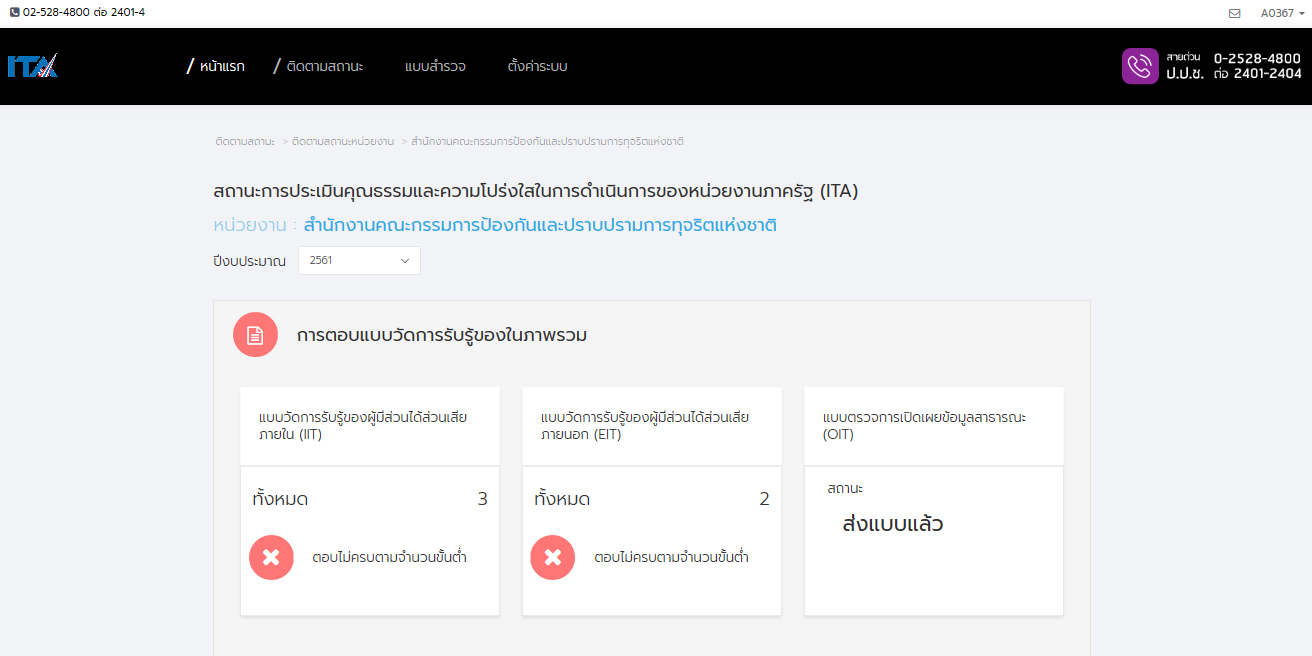 02-528-4800 ต่อ 2401-4
A0367
ITA
/ หน้าแรก / ติดตามสถานะ แบบสำรวจ ตั้งค่าระบบ
สายด่วน 0-2528-4800
ป.ป.ช. ต่อ 2401-2404
ติดตามสถานะ > ติดตามสถานะหน่วยงาน > สำนักงานคณะกรรมการป้องกันและปราบปรามการทุจริตแห่งชาติ
สถานะการประเมินคุณธรรมและความโปร่งใสในการดำเนินการของหน่วยงานภาครัฐ (ITA)
หน่วยงาน : สำนักงานคณะกรรมการป้องกันและปราบปรามการทุจริตแห่งชาติ
ปีงบประมาณ 2561
การตอบแบบวัดการรับรู้ของในภาพรวม
แบบวัดการรับรู้ของผู้มีส่วนได้ส่วนเสีย
ภายใน (IIT)
ทั้งหมด 3
ตอบไม่ครบตามจำนวนขั้นต่ำ
แบบวัดการรับรู้ของผู้มีส่วนได้ส่วนเสีย
ภายนอก (EIT)
ทั้งหมด 2
ตอบไม่ครบตามจำนวนขั้นต่ำ
แบบตรวจการเปิดเผยข้อมูลสาธารณะ
(OIT)
สถานะ
ส่งแบบแล้ว